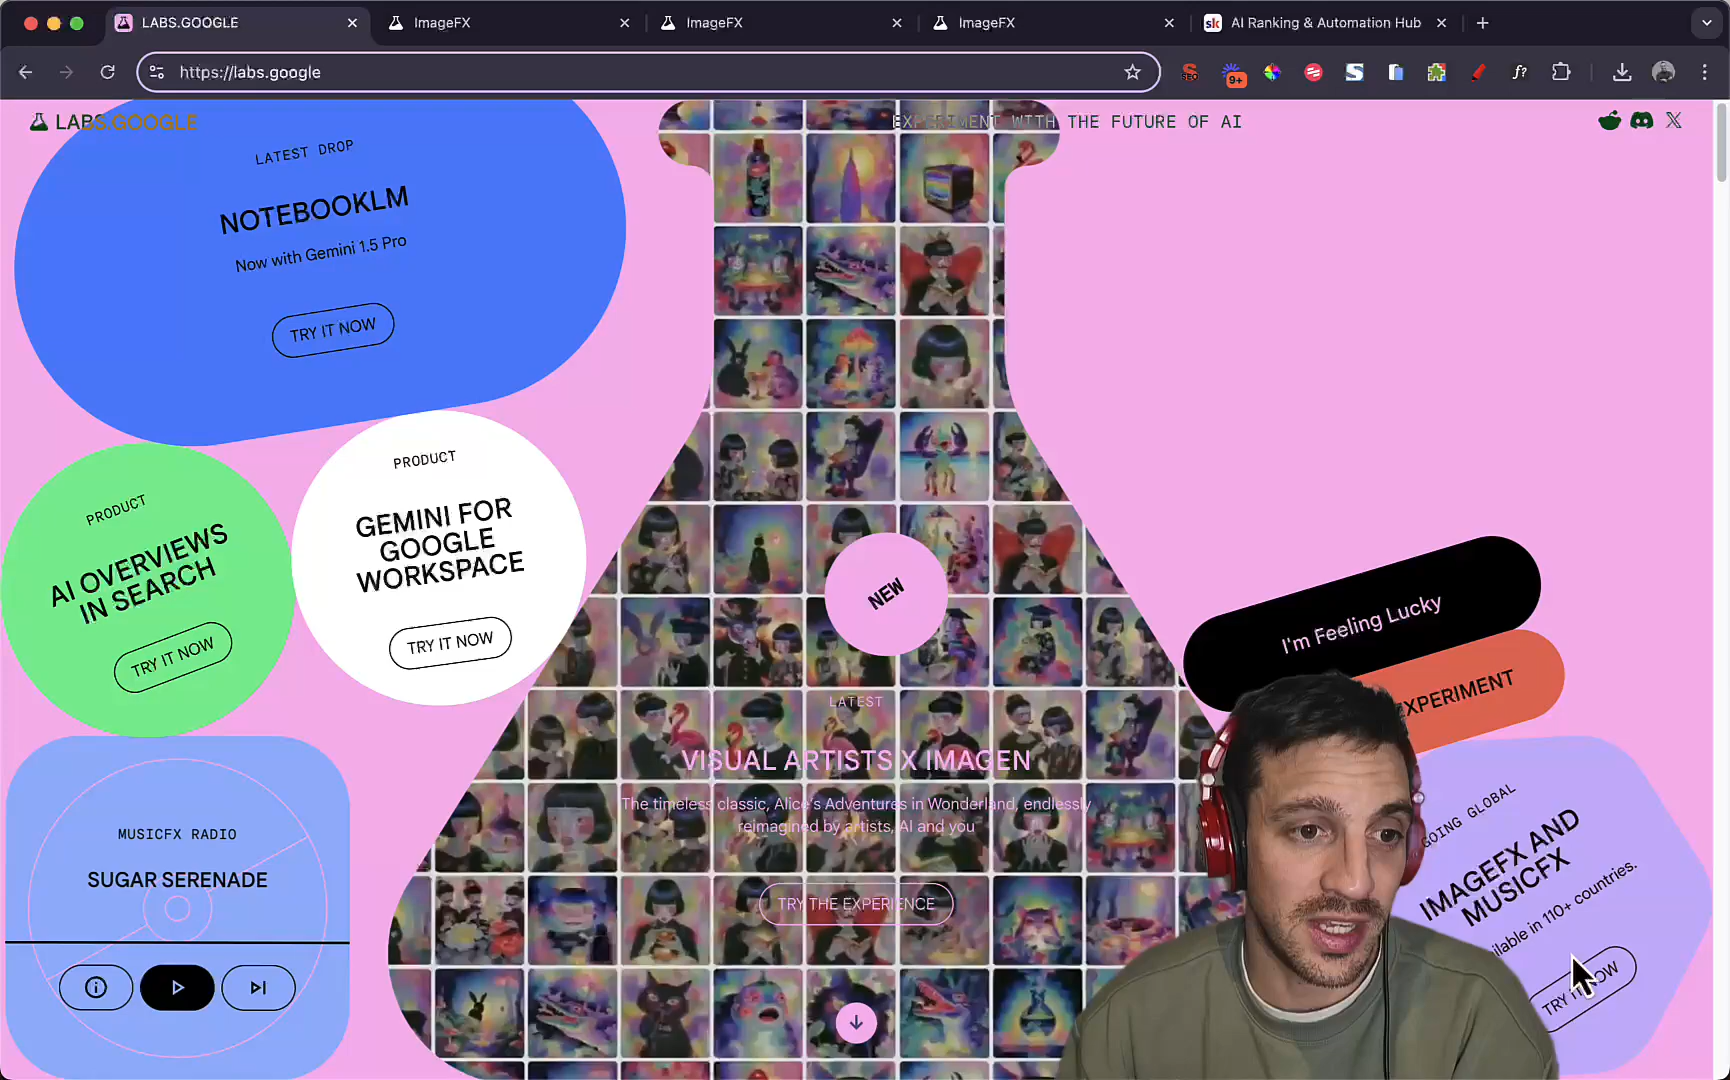 LABS.GOOGLE
ImageFX
ImageFX
ImageFX
sk
AI Ranking & Automation Hub
https://labs.google
SEO
9+
f?
LABS.GOOGLE
EXPERIMENT WITH THE FUTURE OF AI
LATEST DROP
NOTEBOOKLM
Now with Gemini 1.5 Pro
TRY IT NOW
PRODUCT
AI OVERVIEWS
IN SEARCH
TRY IT NOW
PRODUCT
GEMINI FOR
GOOGLE
WORKSPACE
TRY IT NOW
MUSICFX RADIO
SUGAR SERENADE
NEW
LATEST
VISUAL ARTISTS X IMAGEN
The timeless classic, Alice's Adventures in Wonderland, endlessly
reimagined by artists, AI and you
TRY THE EXPERIENCE
I'm Feeling Lucky
EXPERIMENT
GOING GLOBAL
IMAGEFX AND
MUSICFX
in 110+ countries.
TRY IT NOW